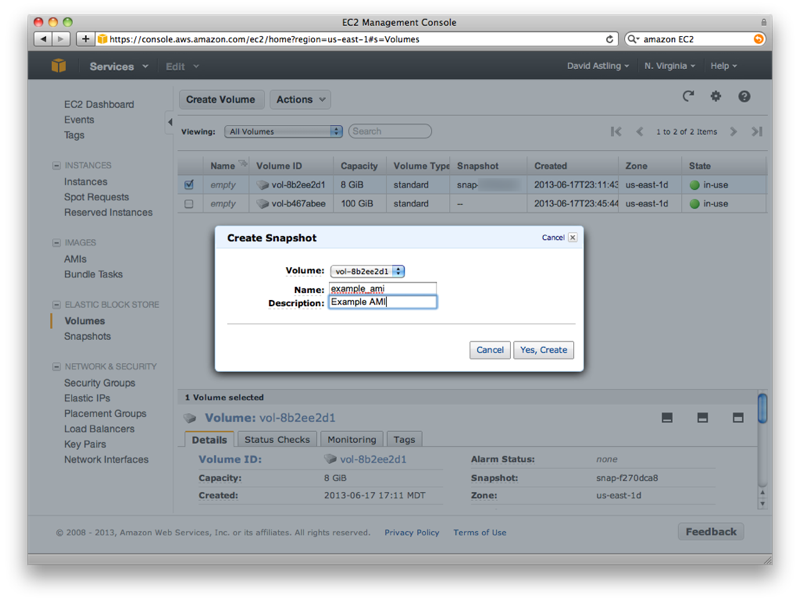 EC2 Management Console
https://console.aws.amazon.com/ec2/home?region=us-east-1#s=Volumes
amazon EC2
Services Edit David Astling N. Virginia Help
EC2 Dashboard
Events
Tags
INSTANCES
Instances
Spot Requests
Reserved Instances
IMAGES
AMIs
Bundle Tasks
ELASTIC BLOCK STORE
Volumes
Snapshots
NETWORK & SECURITY
Security Groups
Elastic IPs
Placement Groups
Load Balancers
Key Pairs
Network Interfaces
Create Volume Actions
Viewing: All Volumes Search 1 to 2 of 2 Items
Name Volume ID Capacity Volume Type Snapshot Created Zone State
empty vol-8b2ee2d1 8 GiB standard snap- 2013-06-17T23:11:43 us-east-1d in-use
empty vol-b467abee 100 GiB standard -- 2013-06-17T23:45:44 us-east-1d in-use
Create Snapshot Cancel
Volume: vol-8b2ee2d1
Name: example_ami
Description: Example AMI
Cancel Yes, Create
1 Volume selected
Volume: vol-8b2ee2d1
Details Status Checks Monitoring Tags
Volume ID: vol-8b2ee2d1 Alarm Status: none
Capacity: 8 GiB Snapshot: snap-f270dca8
Created: 2013-06-17 17:11 MDT Zone: us-east-1d
© 2008 - 2013, Amazon Web Services, Inc. or its affiliates. All rights reserved. Privacy Policy Terms of Use Feedback